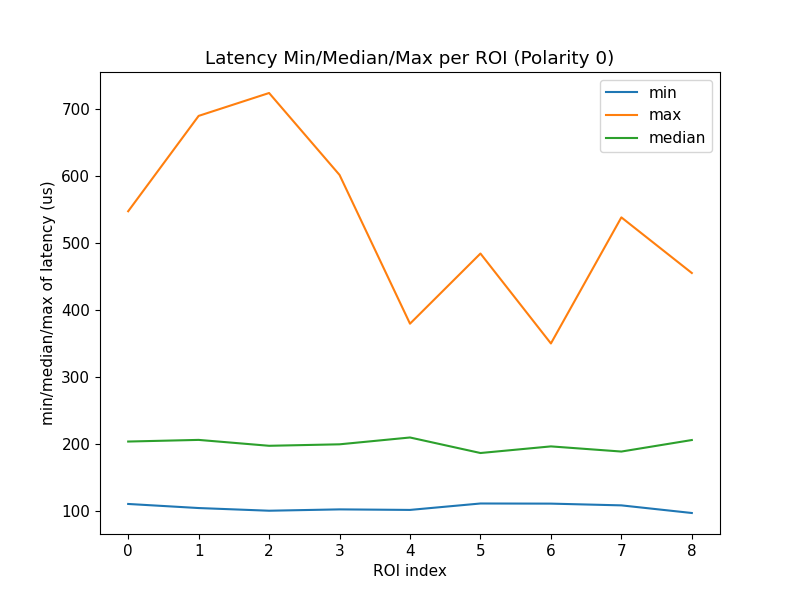 Latency Min/Median/Max per ROI (Polarity 0)
min
max
median
700
600
500
400
300
200
100
min/median/max of latency (us)
0 1 2 3 4 5 6 7 8
ROI index